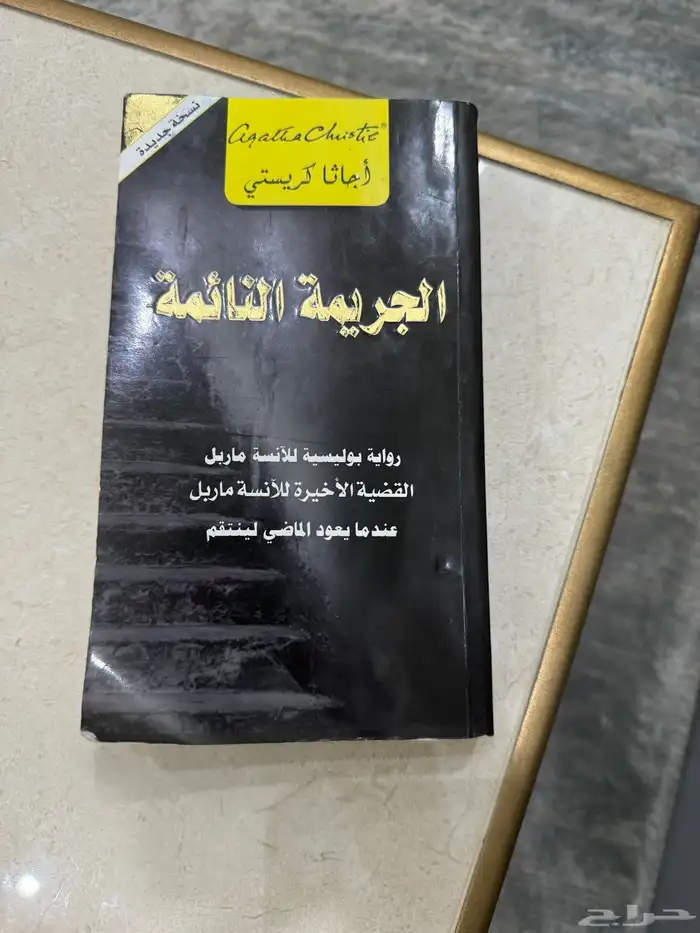 نسخة جديدة
Agatha Christie®
أجاثا كريستي
الجريمة النائمة
رواية بوليسية للآنسة ماربل
القضية الأخيرة للآنسة ماربل
عندما يعود الماضي لينتقم
حراج